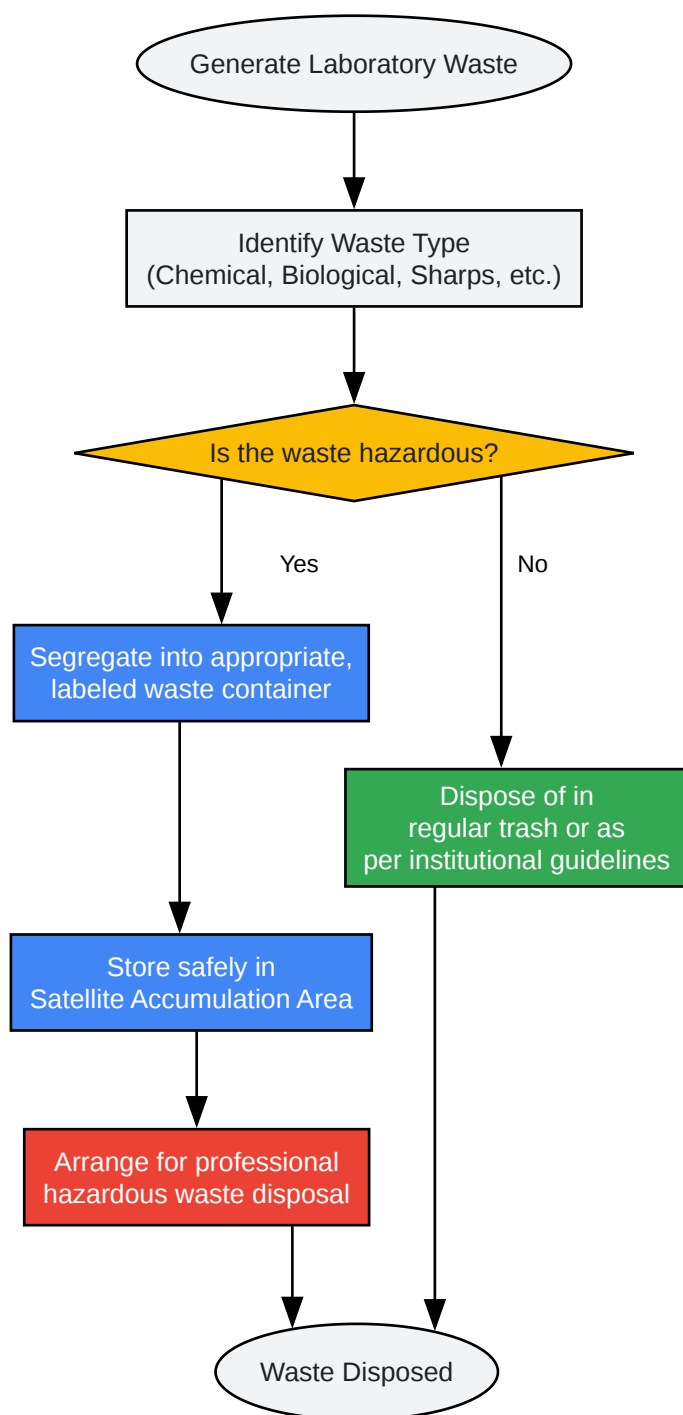 Generate Laboratory Waste
Identify Waste Type
(Chemical, Biological, Sharps, etc.)
Is the waste hazardous?
Yes
No
Segregate into appropriate,
labeled waste container
Dispose of in
regular trash or as
per institutional guidelines
Store safely in
Satellite Accumulation Area
Arrange for professional
hazardous waste disposal
Waste Disposed